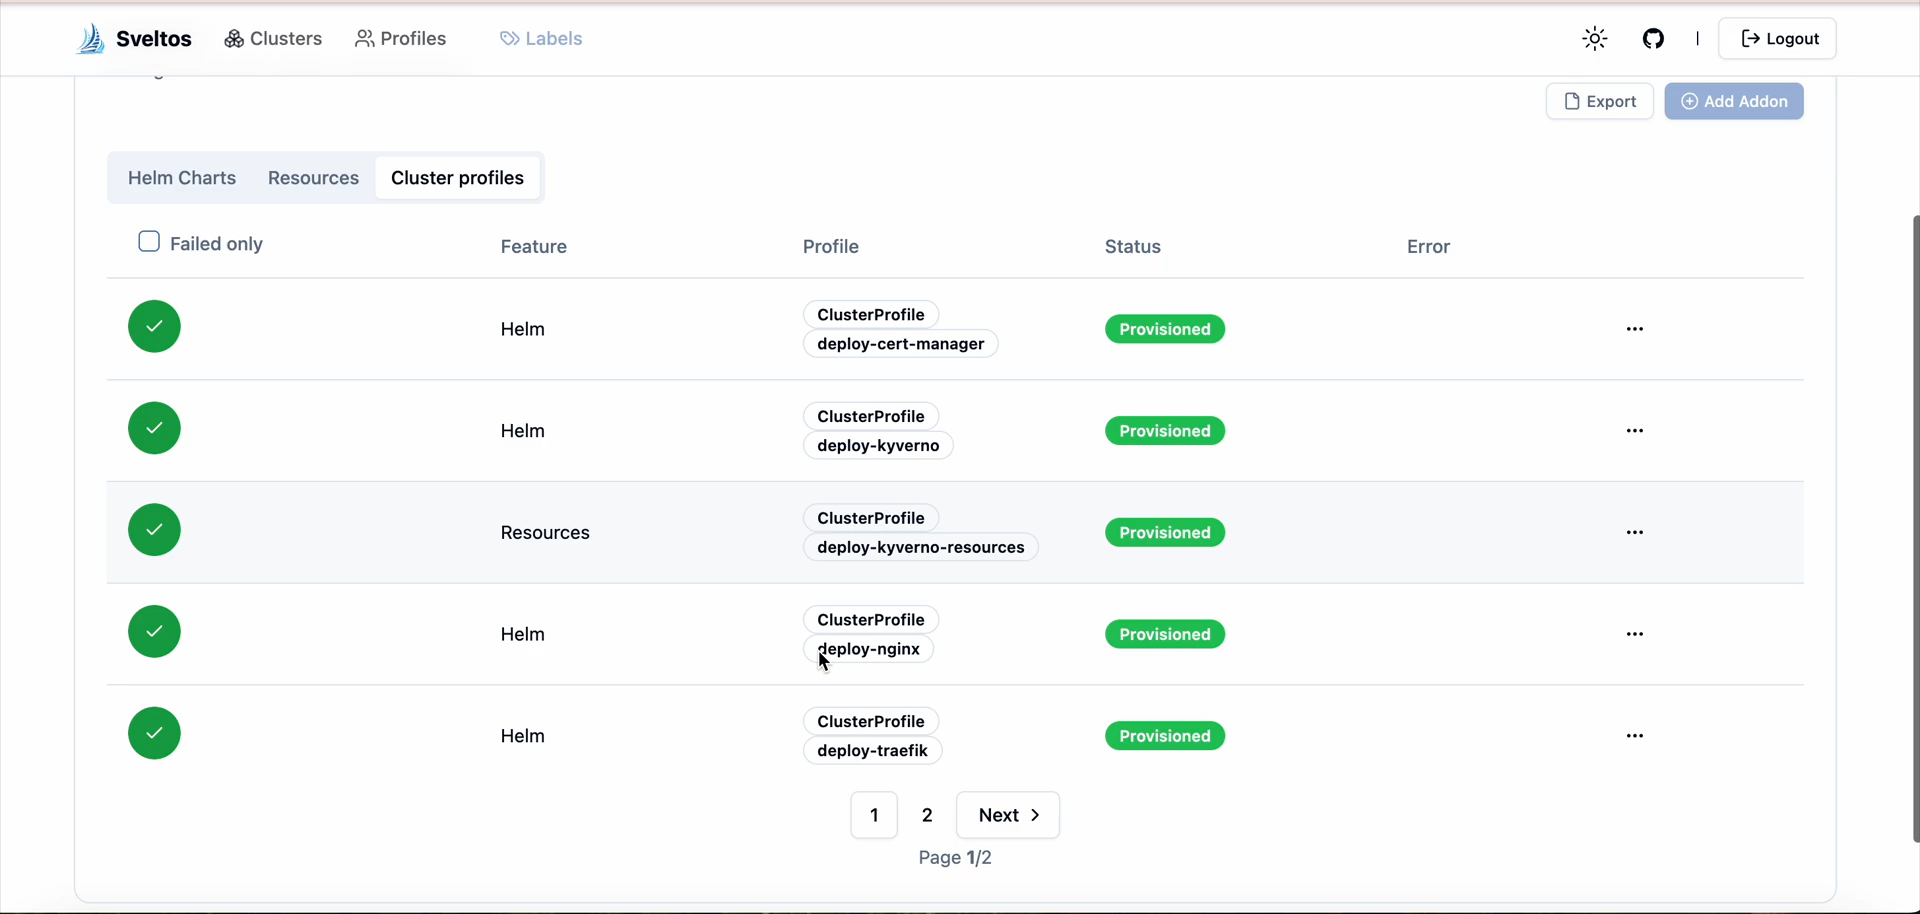 Sveltos Clusters Profiles Labels Logout
Export Add Addon
Helm Charts Resources Cluster profiles
Failed only Feature Profile Status Error
Helm ClusterProfile deploy-cert-manager Provisioned ...
Helm ClusterProfile deploy-kyverno Provisioned ...
Resources ClusterProfile deploy-kyverno-resources Provisioned ...
Helm ClusterProfile deploy-nginx Provisioned ...
Helm ClusterProfile deploy-traefik Provisioned ...
1 2 Next >
Page 1/2